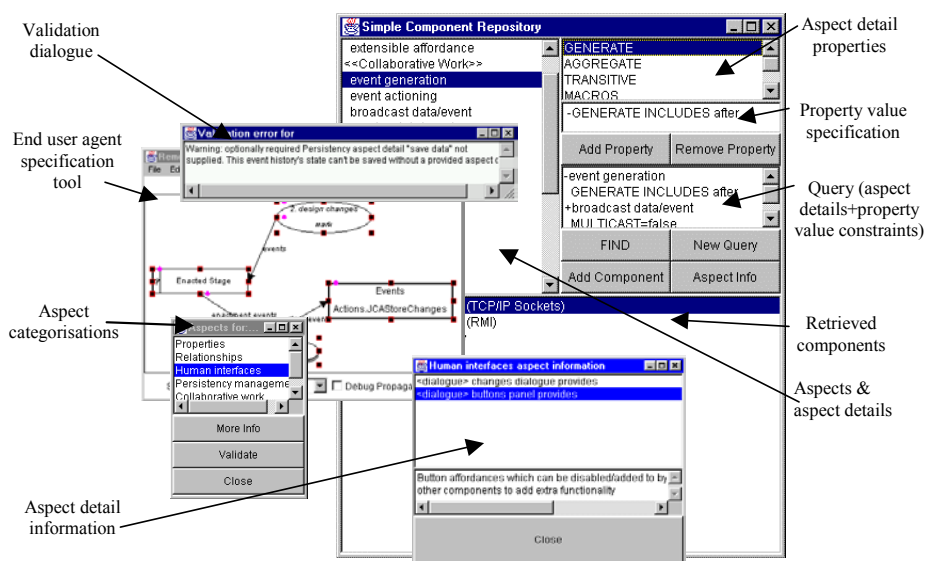 Validation
dialogue
End user agent
specification
tool
Aspect
categorisations
Aspect detail
information
Aspect detail
properties
Property value
specification
Query (aspect
details+property
value constraints)
Retrieved
components
Aspects &
aspect details
Simple Component Repository
extensible affordance
<<Collaborative Work>>
event generation
event actioning
broadcast data/event
GENERATE
AGGREGATE
TRANSITIVE
MACROS
-GENERATE INCLUDES after
Add Property
Remove Property
-event generation
GENERATE INCLUDES after
+broadcast data/event
MULTICAST=false
FIND
New Query
Add Component
Aspect Info
(TCP/IP Sockets)
(RMI)
Validation error for
Warning: optionally required Persistency aspect detail "save data" not
supplied. This event history's state can't be saved without a provided aspect
File
2. design changes
mark
events
Enacted Stage
enactment events
Events
Actions.JCAStoreChanges
Debug
Aspects for:...
Properties
Relationships
Human interfaces
Persistency
Collaborative work
More Info
Validate
Close
Human interfaces aspect information
<dialogue> changes dialogue provides
<dialogue> buttons panel provides
Button affordances which can be disabled/added to by
other components to add extra functionality
Close